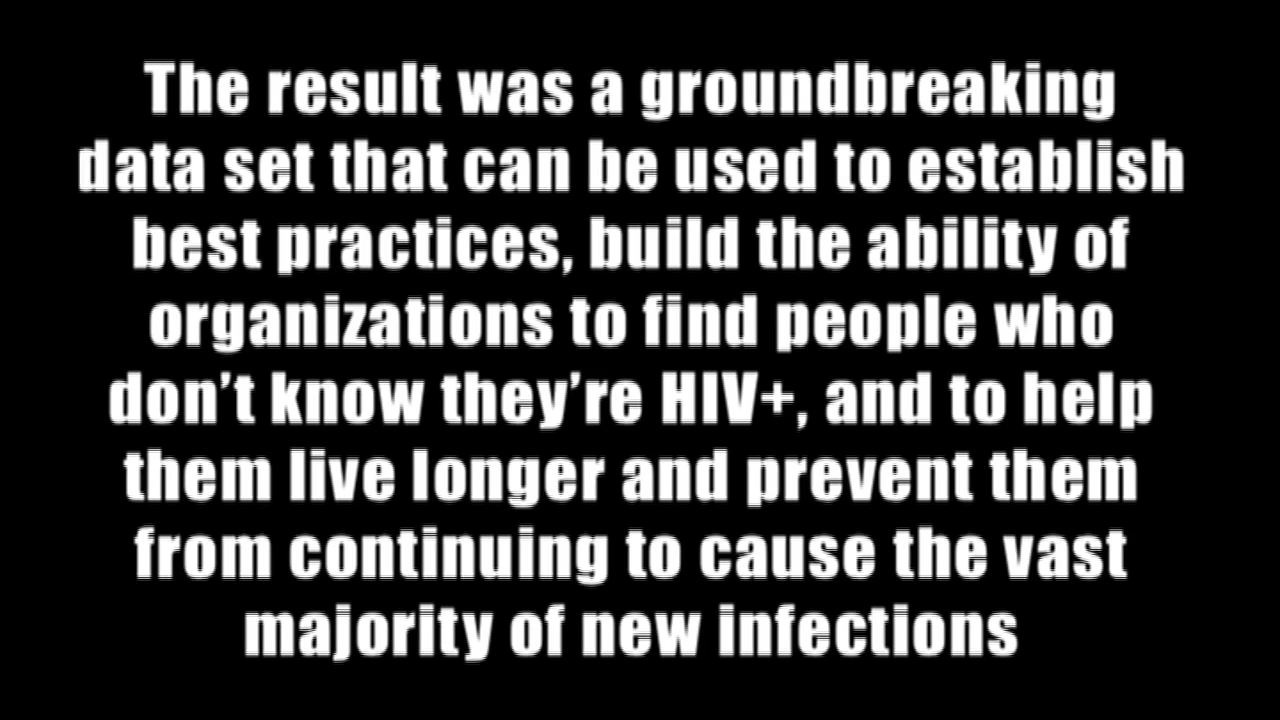 The result was a groundbreaking
data set that can be used to establish
best practices, build the ability of
organizations to find people who
don’t know they’re HIV+, and to help
them live longer and prevent them
from continuing to cause the vast
majority of new infections